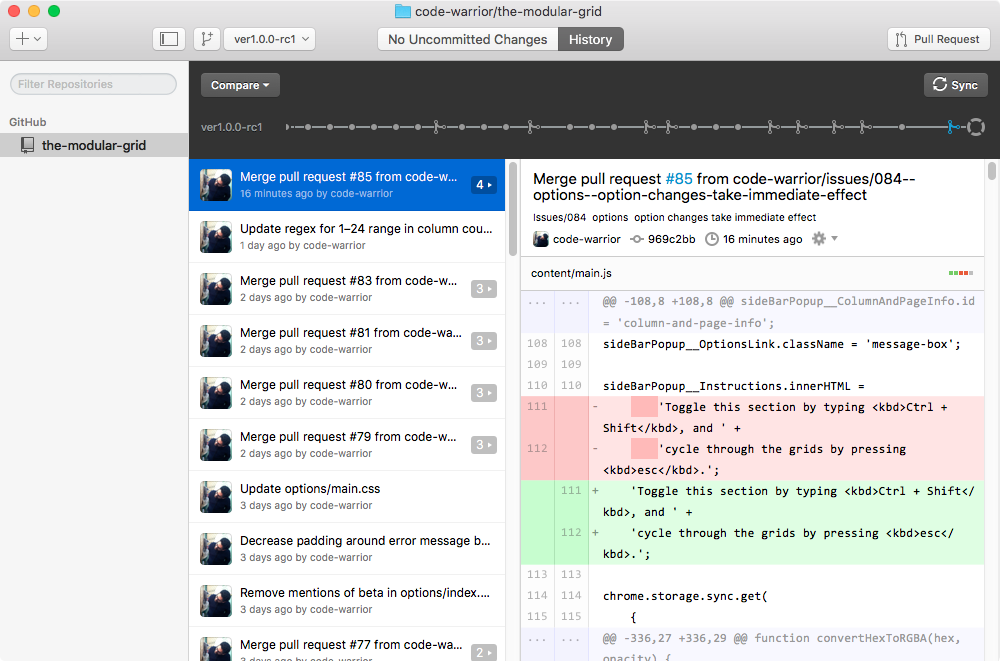 code-warrior/the-modular-grid
ver1.0.0-rc1
No Uncommitted Changes
History
Pull Request
Filter Repositories
GitHub
the-modular-grid
Compare
Sync
ver1.0.0-rc1
Merge pull request #85 from code-w...
16 minutes ago by code-warrior
4
Update regex for 1–24 range in column cou...
1 day ago by code-warrior
Merge pull request #83 from code-w...
2 days ago by code-warrior
3
Merge pull request #81 from code-wa...
2 days ago by code-warrior
3
Merge pull request #80 from code-w...
2 days ago by code-warrior
3
Merge pull request #79 from code-w...
2 days ago by code-warrior
3
Update options/main.css
3 days ago by code-warrior
Decrease padding around error message b...
3 days ago by code-warrior
Remove mentions of beta in options/index....
3 days ago by code-warrior
Merge pull request #77 from code-w...
3 days ago by code-warrior
2
Merge pull request #85 from code-warrior/issues/084--
options--option-changes-take-immediate-effect
Issues/084 options option changes take immediate effect
code-warrior 969c2bb 16 minutes ago
content/main.js
... ... @@ -108,8 +108,8 @@ sideBarPopup__ColumnAndPageInfo.id
= 'column-and-page-info';
108 108 sideBarPopup__OptionsLink.className = 'message-box';
109 109
110 110 sideBarPopup__Instructions.innerHTML =
111 - 'Toggle this section by typing <kbd>Ctrl +
Shift</kbd>, and ' +
112 - 'cycle through the grids by pressing
<kbd>esc</kbd>.';
111 + 'Toggle this section by typing <kbd>Ctrl + Shift</
kbd>, and ' +
112 + 'cycle through the grids by pressing <kbd>esc</
kbd>.';
113 113
114 114 chrome.storage.sync.get(
115 115 {
... ... @@ -336,27 +336,29 @@ function convertHexToRGBA(hex,
opacity) {